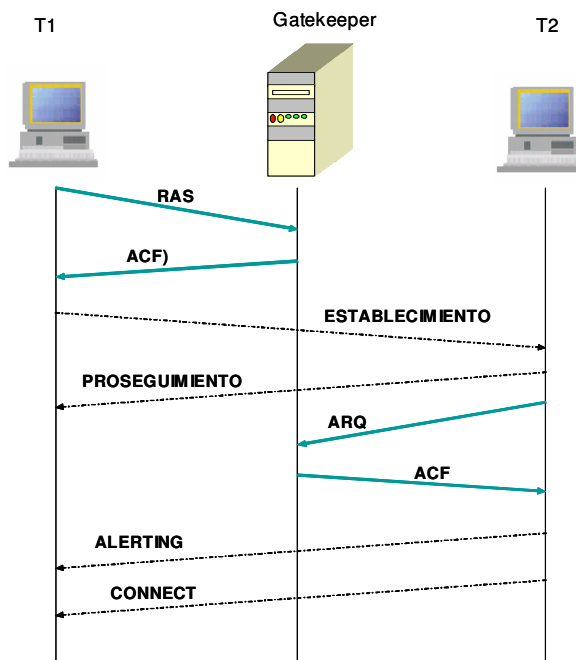 T1
Gatekeeper
T2
RAS
ACF)
ESTABLECIMIENTO
PROSEGUIMIENTO
ARQ
ACF
ALERTING
CONNECT